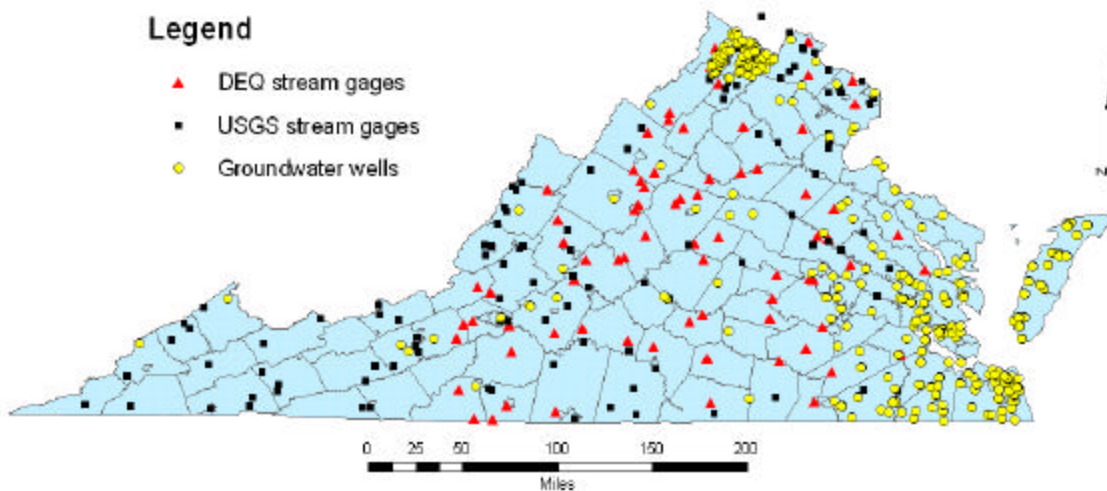 Legend
DEQ stream gages
USGS stream gages
Groundwater wells
N
0 25 50 100 150 200
Miles